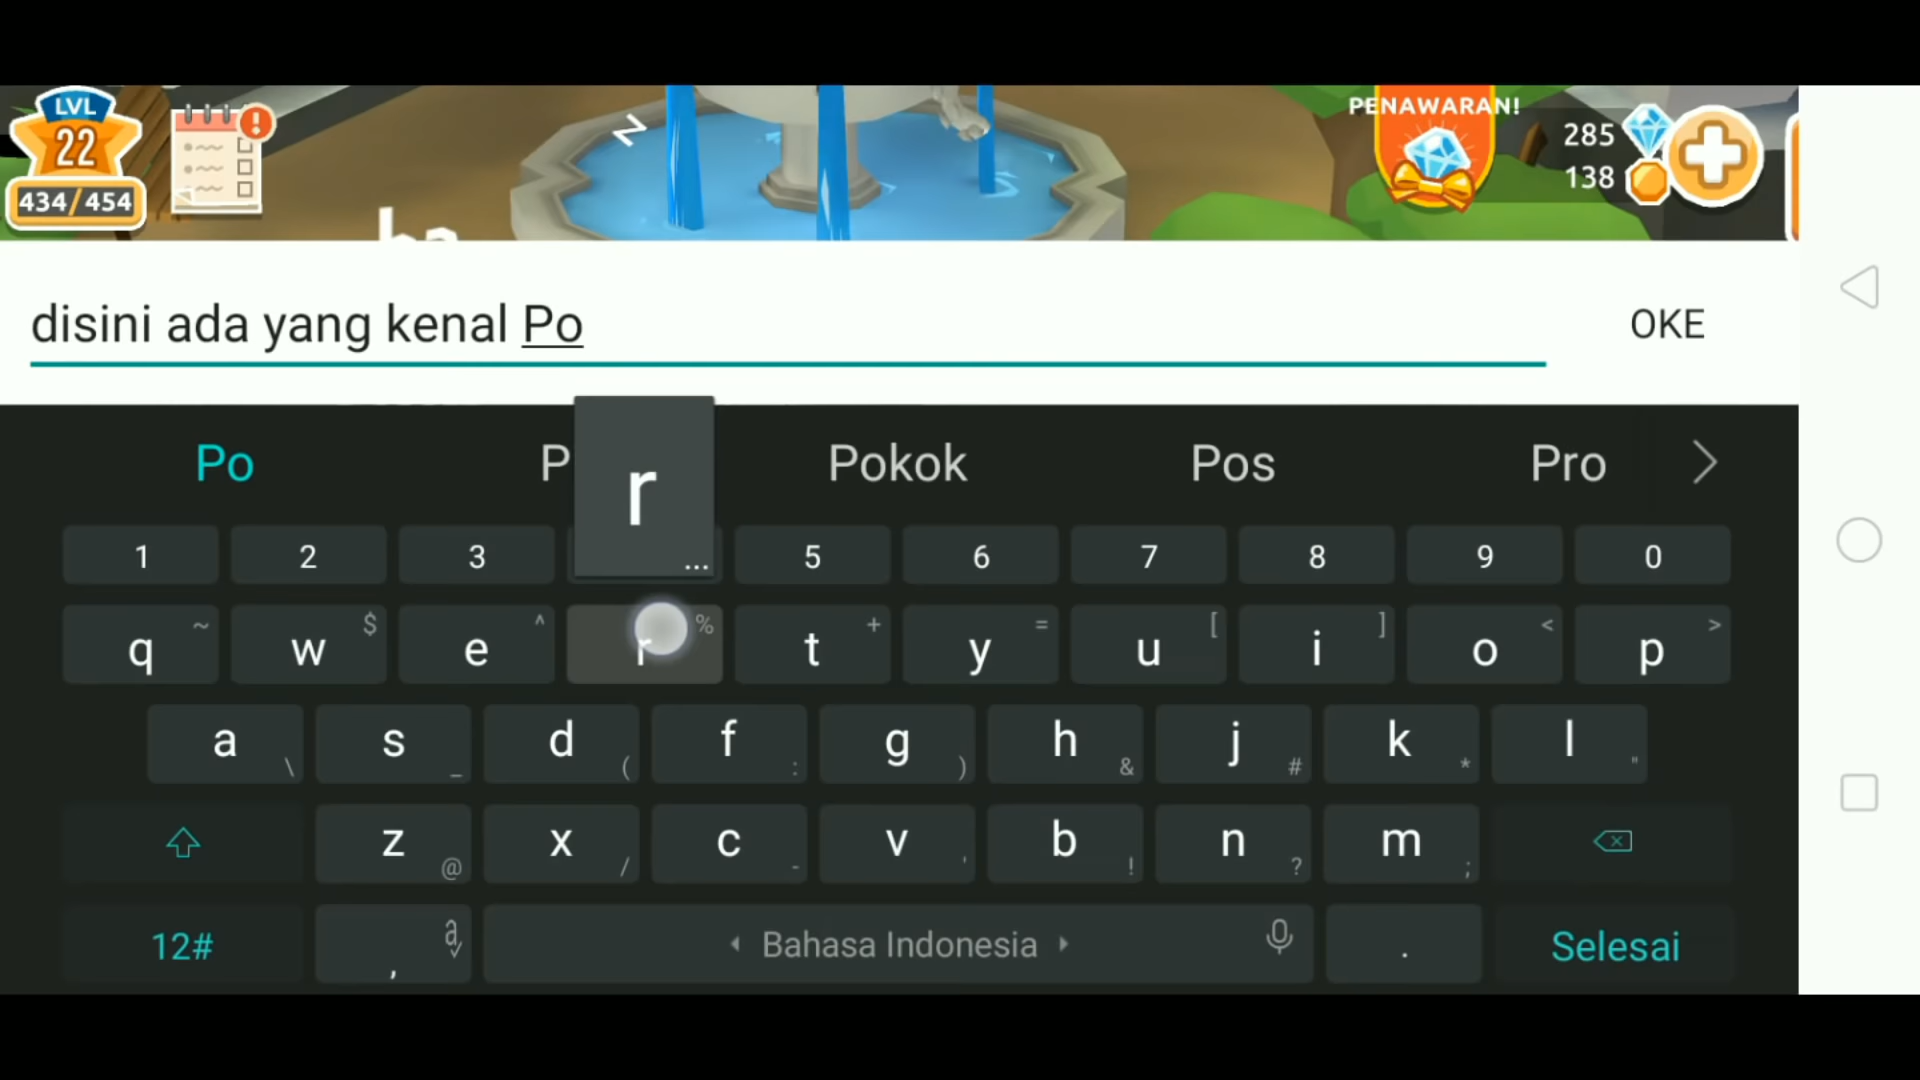 LVL
22
434/454
!
Z
PENAWARAN!
285
138
disini ada yang kenal Po
OKE
Po P Pokok Pos Pro
r
...
1 2 3 5 6 7 8 9 0
q ~ w $ e ^ r % t + y = u [ i ] o < p >
a \ s _ d ( f : g ) h & j # k * l "
z @ x / c - v ' b ! n ? m ;
12# , a Bahasa Indonesia . Selesai